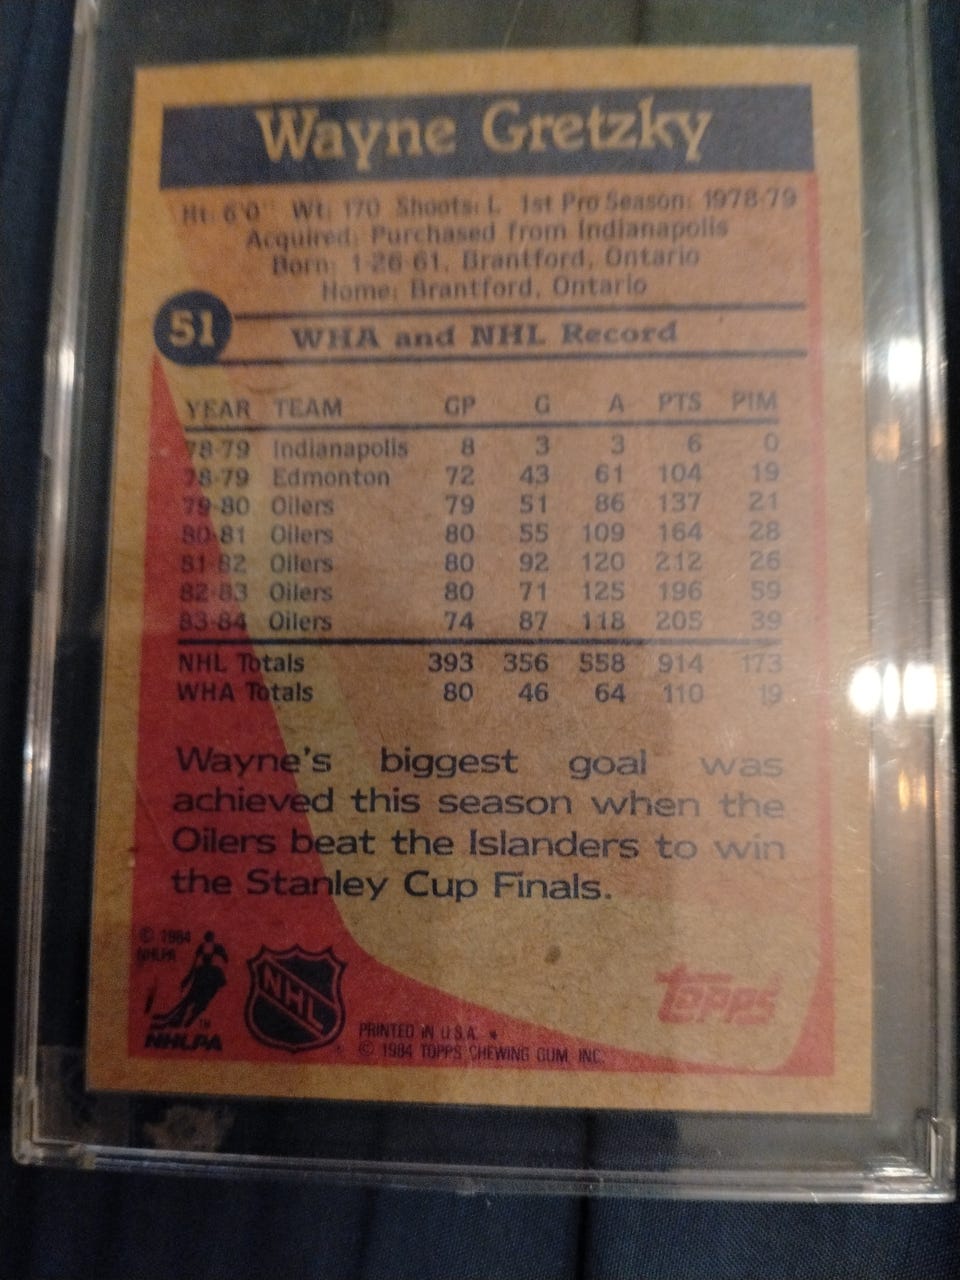 Wayne Gretzky
Ht: 6'0" Wt: 170 Shoots: L 1st Pro Season: 1978-79
Acquired: Purchased from Indianapolis
Born: 1-26-61, Brantford, Ontario
Home: Brantford, Ontario
51 WHA and NHL Record
YEAR TEAM GP G A PTS PIM
78-79 Indianapolis 8 3 3 6 0
78-79 Edmonton 72 43 61 104 19
79-80 Oilers 79 51 86 137 21
80-81 Oilers 80 55 109 164 28
81-82 Oilers 80 92 120 212 26
82-83 Oilers 80 71 125 196 59
83-84 Oilers 74 87 118 205 39
NHL Totals 393 356 558 914 173
WHA Totals 80 46 64 110 19
Wayne's biggest goal was
achieved this season when the
Oilers beat the Islanders to win
the Stanley Cup Finals.
© 1984
NHLPA
TM
NHLPA
NHL
PRINTED IN U.S.A. *
© 1984 TOPPS CHEWING GUM, INC.
TOPPS